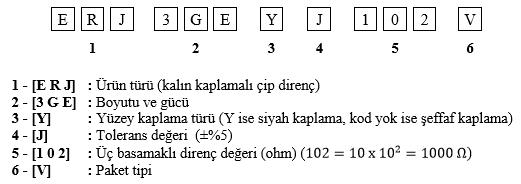 E R J 3 G E Y J 1 0 2 V
1 2 3 4 5 6
1 - [E R J] : Ürün türü (kalın kaplamalı çip direnç)
2 - [3 G E] : Boyutu ve gücü
3 - [Y] : Yüzey kaplama türü (Y ise siyah kaplama, kod yok ise şeffaf kaplama)
4 - [J] : Tolerans değeri (±%5)
5 - [1 0 2] : Üç basamaklı direnç değeri (ohm) (102 = 10 x 10² = 1000 Ω)
6 - [V] : Paket tipi